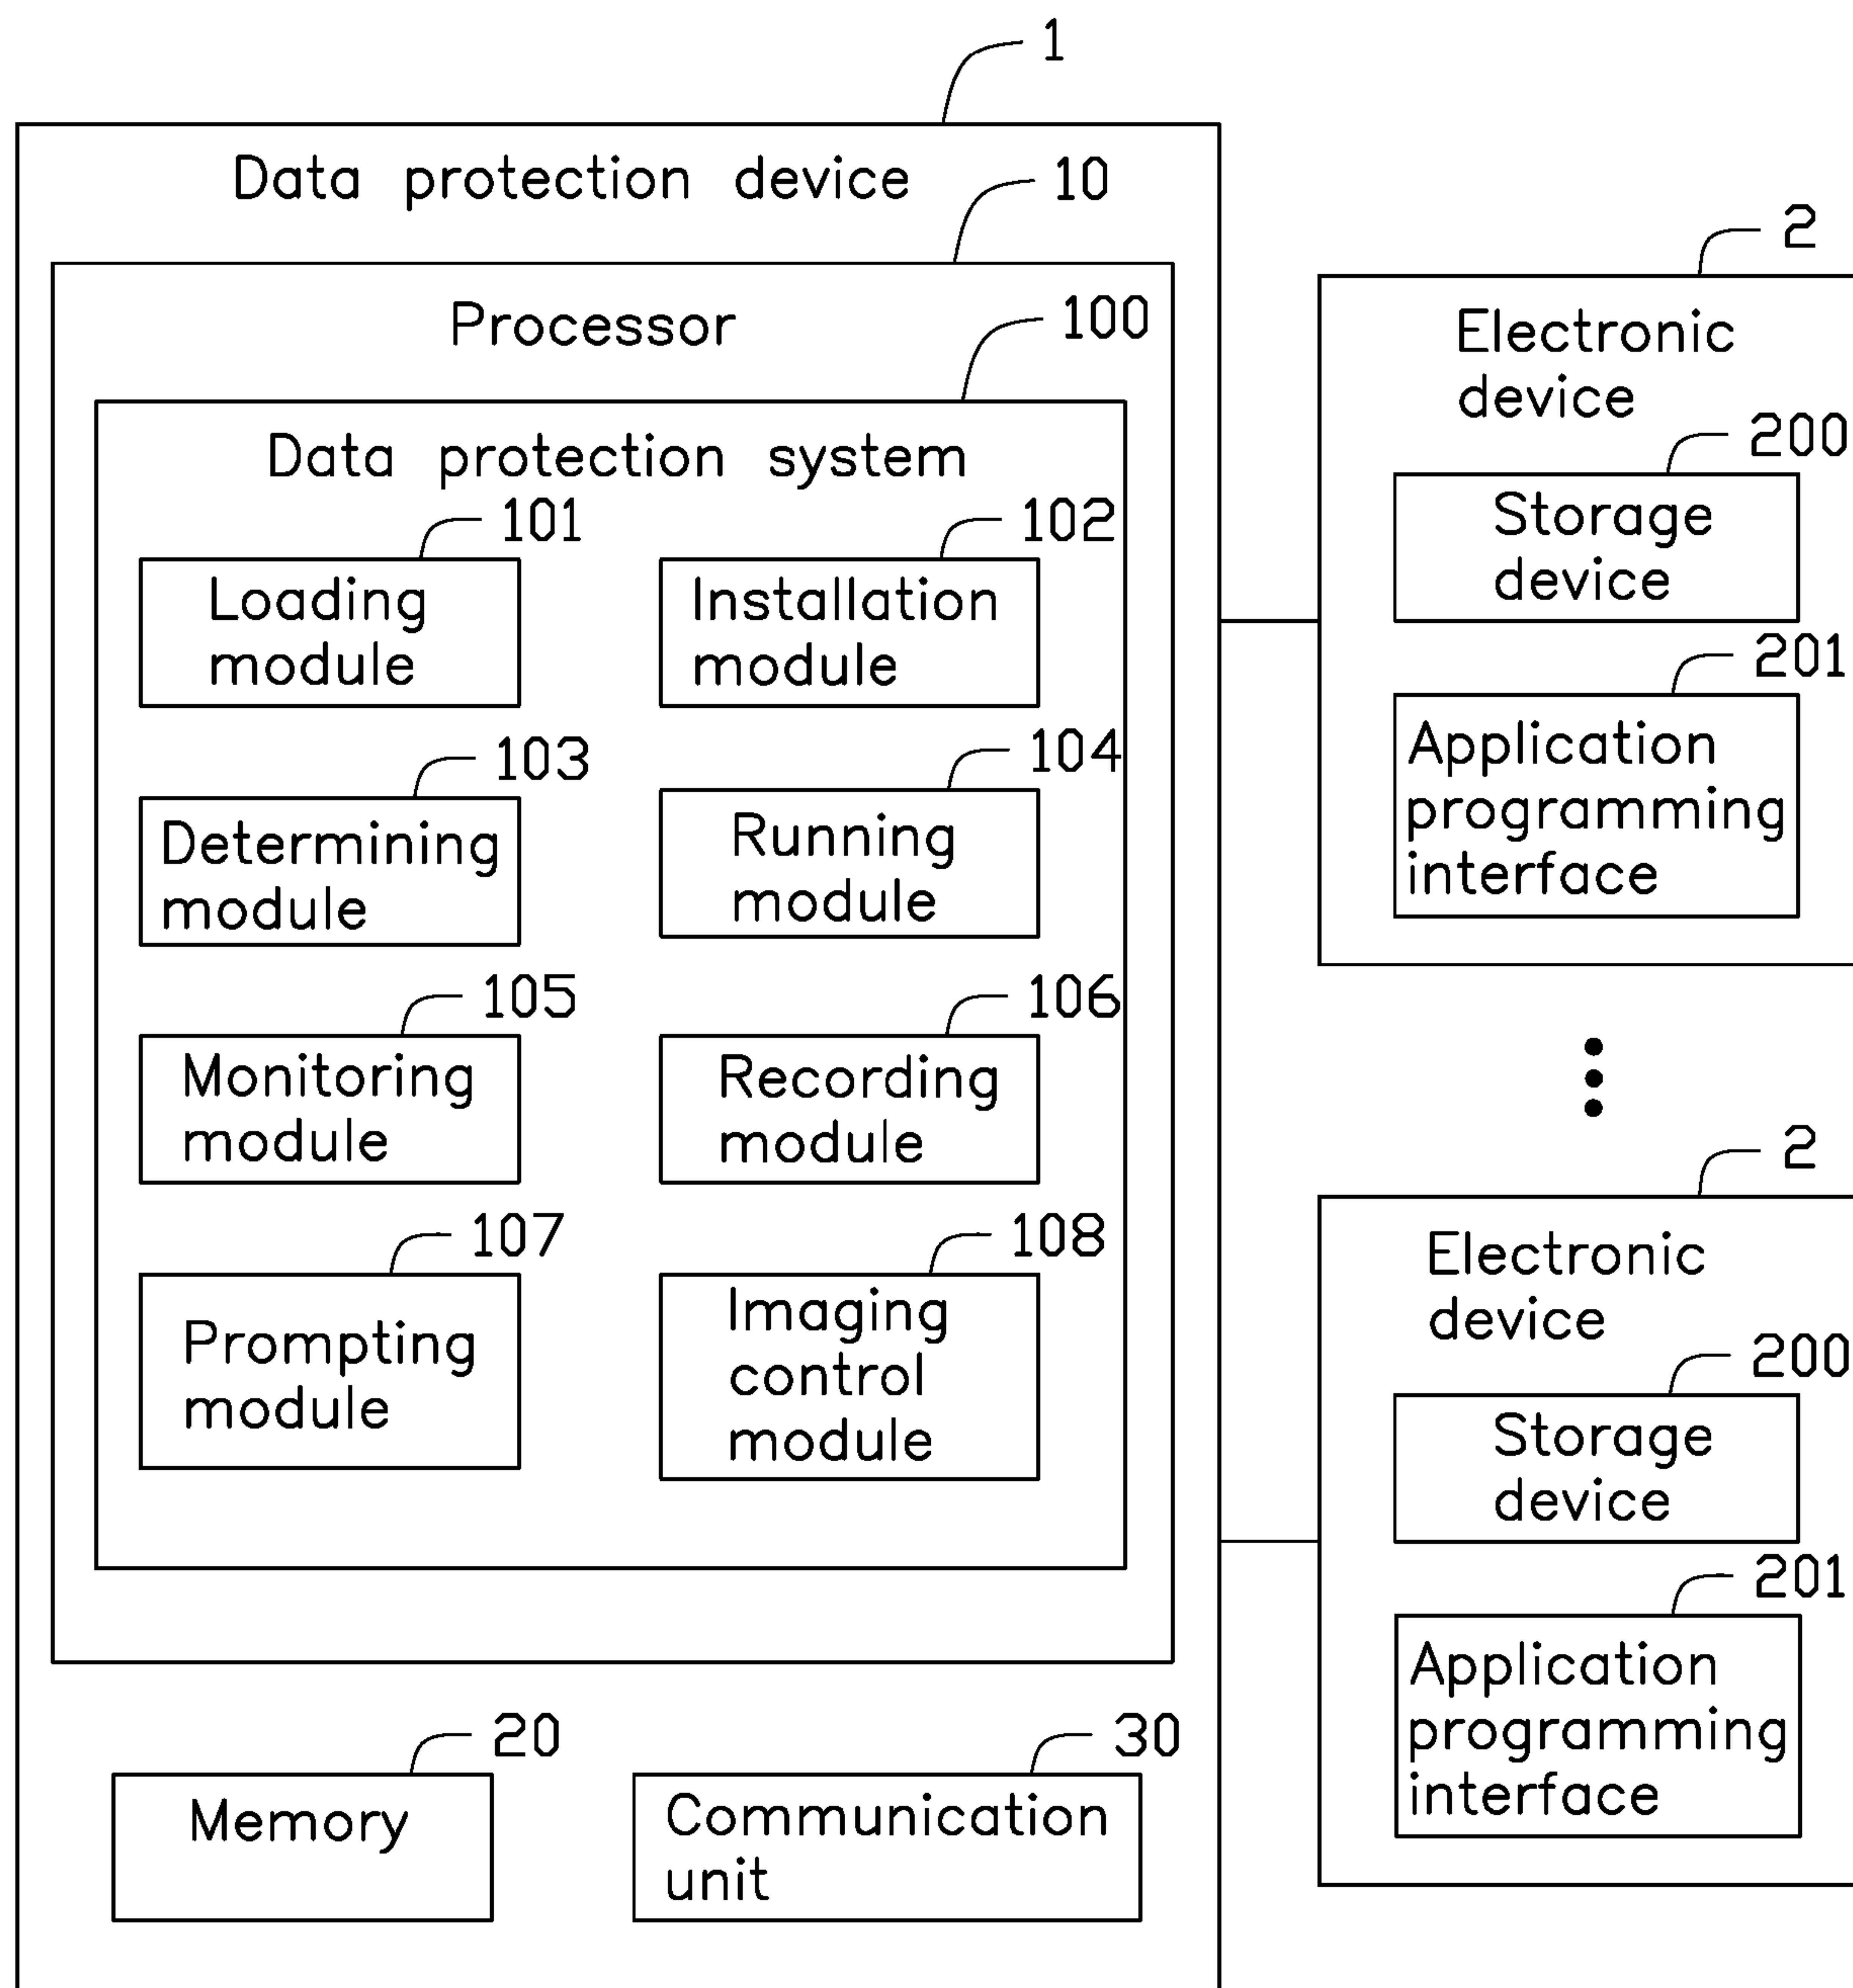 1
Data protection device
10
Processor
100
Data protection system
101
Loading
module
102
Installation
module
103
Determining
module
104
Running
module
105
Monitoring
module
106
Recording
module
107
Prompting
module
108
Imaging
control
module
20
Memory
30
Communication
unit
2
Electronic
device
200
Storage
device
201
Application
programming
interface
2
Electronic
device
200
Storage
device
201
Application
programming
interface